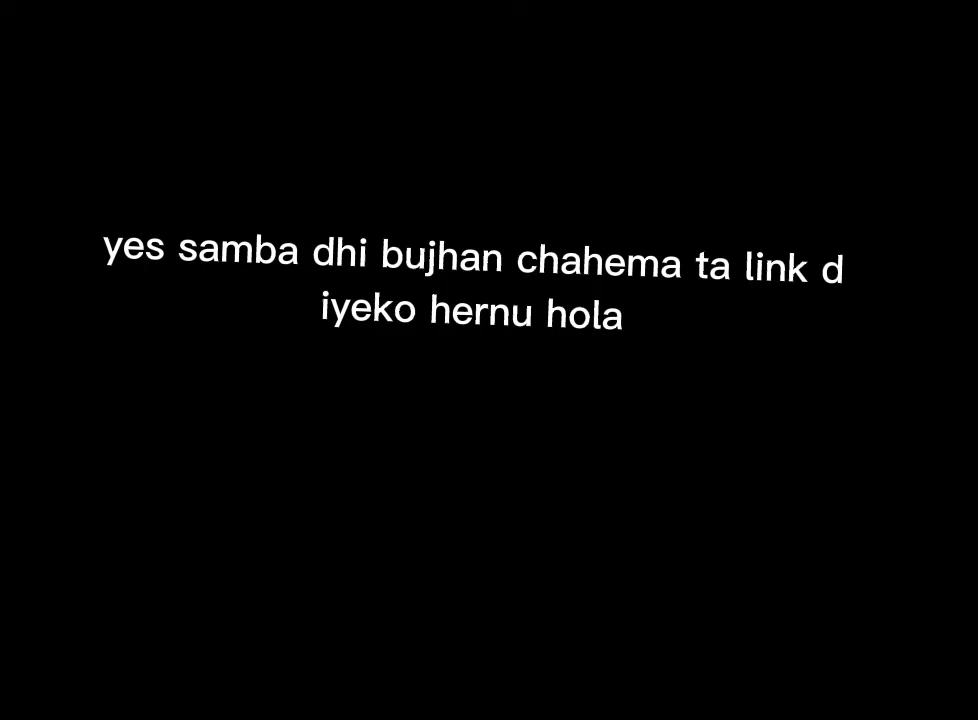 yes samba dhi bujhan chahema ta link d
iyeko hernu hola